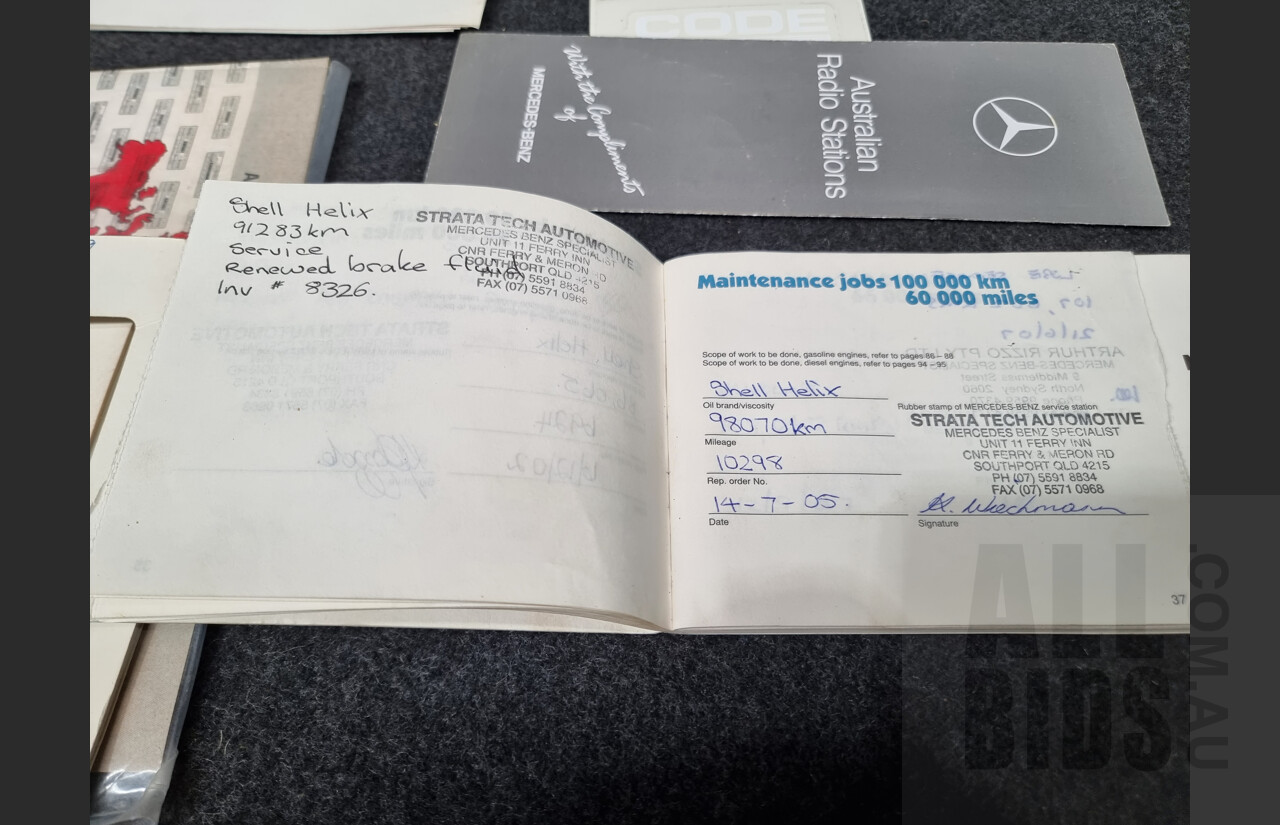 CODE
With the Compliments
of
MERCEDES-BENZ
Australian
Radio Stations
Shell Helix
91283km
Service
Renewed brake fluid
Inv # 8326.
STRATA TECH AUTOMOTIVE
MERCEDES BENZ SPECIALIST
UNIT 11 FERRY INN
CNR FERRY & MERON RD
SOUTHPORT QLD 4215
PH (07) 5591 8834
FAX (07) 5571 0968
Maintenance jobs 100 000 km
60 000 miles
Scope of work to be done, gasoline engines, refer to pages 86–88
Scope of work to be done, diesel engines, refer to pages 94–95
Shell Helix
Oil brand/viscosity
98070km
Mileage
10298
Rep. order No.
14-7-05.
Date
Rubber stamp of MERCEDES-BENZ service station
STRATA TECH AUTOMOTIVE
MERCEDES BENZ SPECIALIST
UNIT 11 FERRY INN
CNR FERRY & MERON RD
SOUTHPORT QLD 4215
PH (07) 5591 8834
FAX (07) 5571 0968
Signature
37
ALL
BIDS
.COM.AU